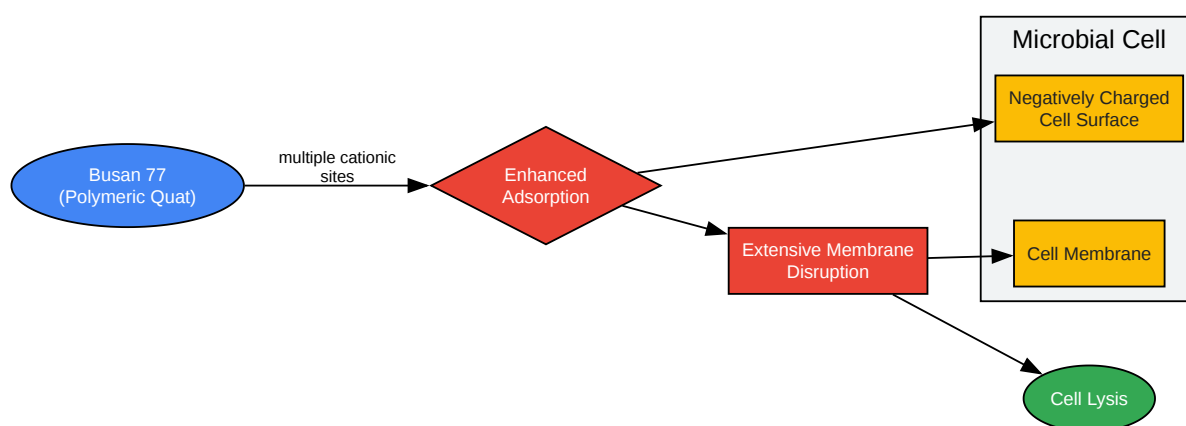 Microbial Cell
Negatively Charged
Cell Surface
multiple cationic
sites
Busan 77
(Polymeric Quat)
Enhanced
Adsorption
Extensive Membrane
Disruption
Cell Membrane
Cell Lysis